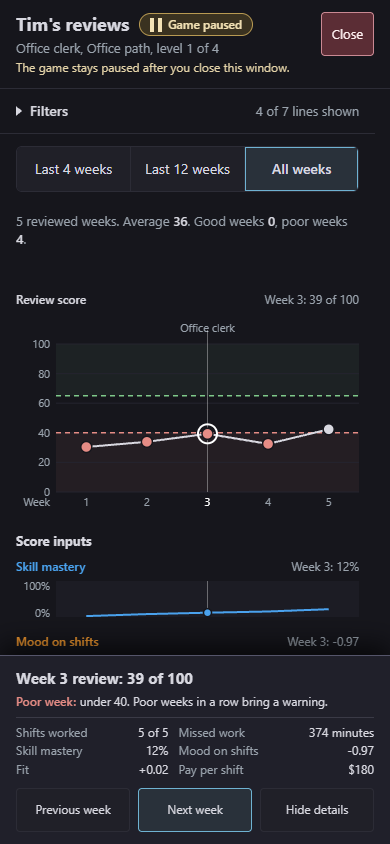 Tim's reviews Game paused
Close
Office clerk, Office path, level 1 of 4
The game stays paused after you close this window.
Filters 4 of 7 lines shown
Last 4 weeks Last 12 weeks All weeks
5 reviewed weeks. Average 36. Good weeks 0, poor weeks
4.
Review score Week 3: 39 of 100
Office clerk
100
80
60
40
20
0
Week 1 2 3 4 5
Score inputs
Skill mastery Week 3: 12%
100%
0%
Mood on shifts Week 3: -0.97
Week 3 review: 39 of 100
Poor week: under 40. Poor weeks in a row bring a warning.
Shifts worked 5 of 5 Missed work 374 minutes
Skill mastery 12% Mood on shifts -0.97
Fit +0.02 Pay per shift $180
Previous week Next week Hide details